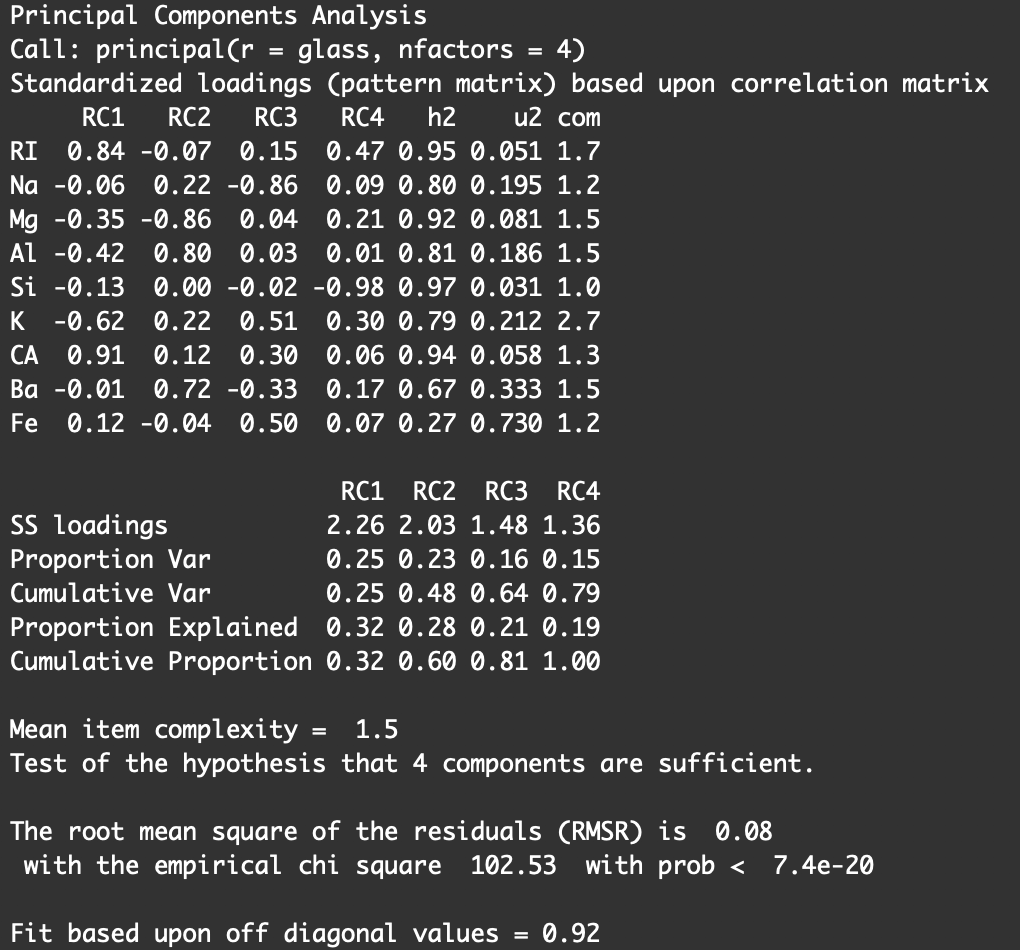 Principal Components Analysis
Call: principal(r = glass, nfactors = 4)
Standardized loadings (pattern matrix) based upon correlation matrix
     RC1   RC2   RC3   RC4   h2    u2 com
RI  0.84 -0.07  0.15  0.47 0.95 0.051 1.7
Na -0.06  0.22 -0.86  0.09 0.80 0.195 1.2
Mg -0.35 -0.86  0.04  0.21 0.92 0.081 1.5
Al -0.42  0.80  0.03  0.01 0.81 0.186 1.5
Si -0.13  0.00 -0.02 -0.98 0.97 0.031 1.0
K  -0.62  0.22  0.51  0.30 0.79 0.212 2.7
CA  0.91  0.12  0.30  0.06 0.94 0.058 1.3
Ba -0.01  0.72 -0.33  0.17 0.67 0.333 1.5
Fe  0.12 -0.04  0.50  0.07 0.27 0.730 1.2
                       RC1  RC2  RC3  RC4
SS loadings           2.26 2.03 1.48 1.36
Proportion Var        0.25 0.23 0.16 0.15
Cumulative Var        0.25 0.48 0.64 0.79
Proportion Explained  0.32 0.28 0.21 0.19
Cumulative Proportion 0.32 0.60 0.81 1.00
Mean item complexity =  1.5
Test of the hypothesis that 4 components are sufficient.
The root mean square of the residuals (RMSR) is  0.08
 with the empirical chi square  102.53  with prob <  7.4e-20
Fit based upon off diagonal values = 0.92